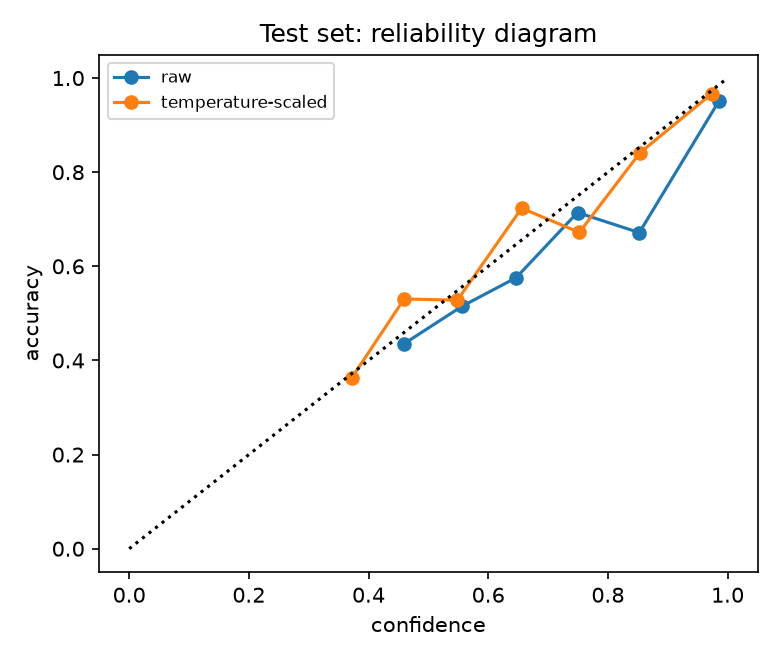 Test set: reliability diagram
raw
temperature-scaled
1.0
0.8
0.6
0.4
0.2
0.0
accuracy
0.0 0.2 0.4 0.6 0.8 1.0
confidence